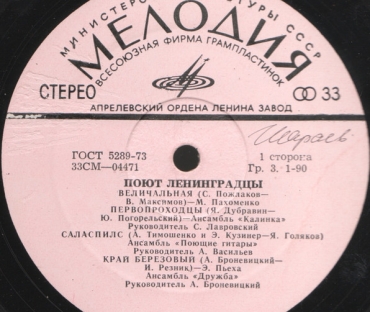 МИНИСТЕРСТВО КУЛЬТУРЫ СССР
МЕЛОДИЯ
ВСЕСОЮЗНАЯ ФИРМА ГРАМПЛАСТИНОК
СТЕРЕО
33
АПРЕЛЕВСКИЙ ОРДЕНА ЛЕНИНА ЗАВОД
ГОСТ 5289-73
33СМ—04471
1 сторона
Гр. 3. 1-90
ПОЮТ ЛЕНИНГРАДЦЫ
ВЕЛИЧАЛЬНАЯ (С. Пожлаков—
В. Максимов)—М. Пахоменко
ПЕРВОПРОХОДЦЫ (Я. Дубравин—
Ю. Погорельский)—Ансамбль «Калинка»
Руководитель С. Лавровский
САЛАСПИЛС (А. Тимошенко и Э. Кузинер—Я. Голяков)
Ансамбль «Поющие гитары»
Руководитель А. Васильев
КРАЙ БЕРЕЗОВЫЙ (А. Броневицкий—
И. Резник)—Э. Пьеха
Ансамбль «Дружба»
Руководитель А. Броневицкий